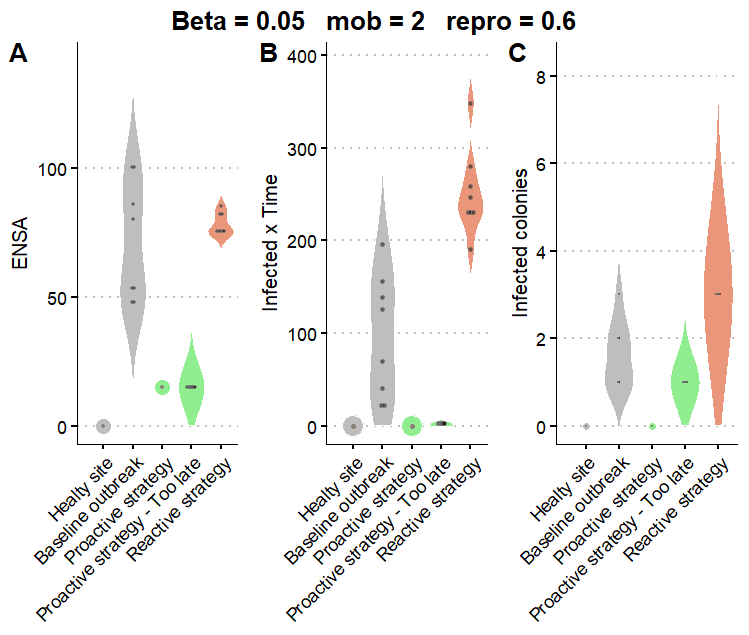 Beta = 0.05 mob = 2 repro = 0.6
A
ENSA
100
50
0
Healty site
Baseline outbreak
Proactive strategy
Proactive strategy - Too late
Reactive strategy
B
Infected x Time
400
300
200
100
0
Healty site
Baseline outbreak
Proactive strategy
Proactive strategy - Too late
Reactive strategy
C
Infected colonies
8
6
4
2
0
Healty site
Baseline outbreak
Proactive strategy
Proactive strategy - Too late
Reactive strategy